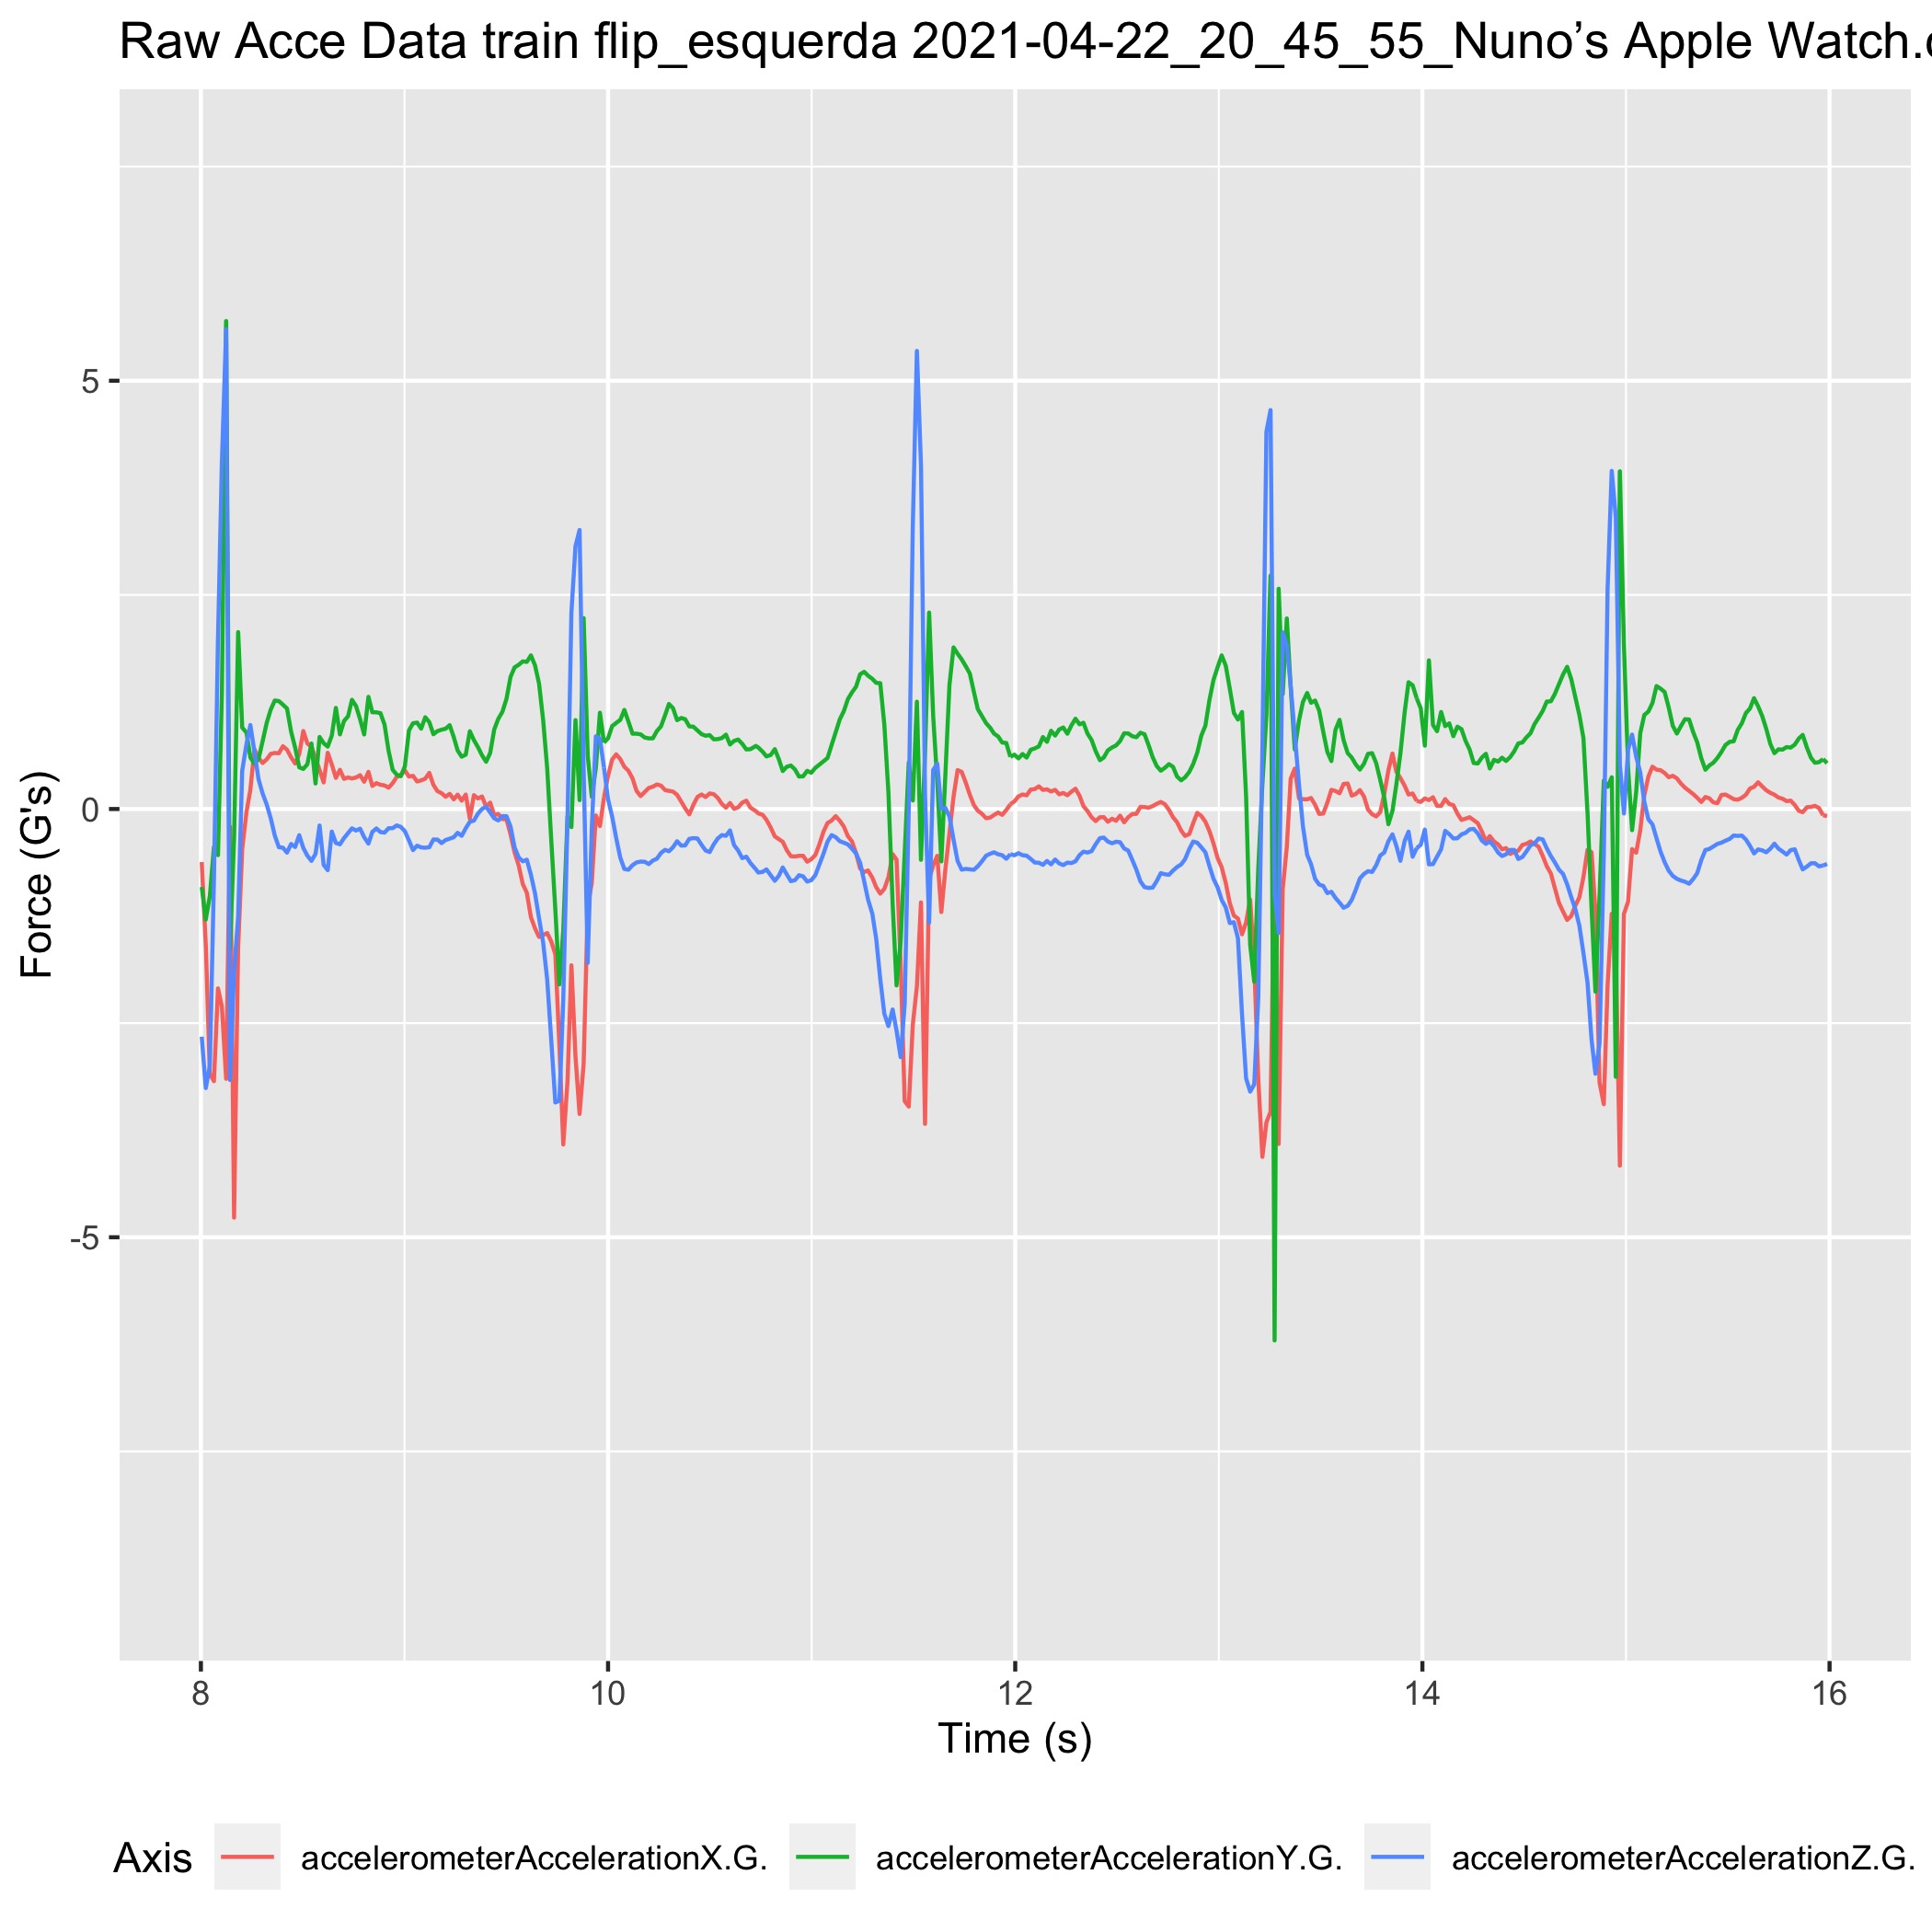 Raw Acce Data train flip_esquerda 2021-04-22_20_45_55_Nuno’s Apple Watch.
5
0
-5
Force (G's)
8 10 12 14 16
Time (s)
Axis accelerometerAccelerationX.G. accelerometerAccelerationY.G. accelerometerAccelerationZ.G.